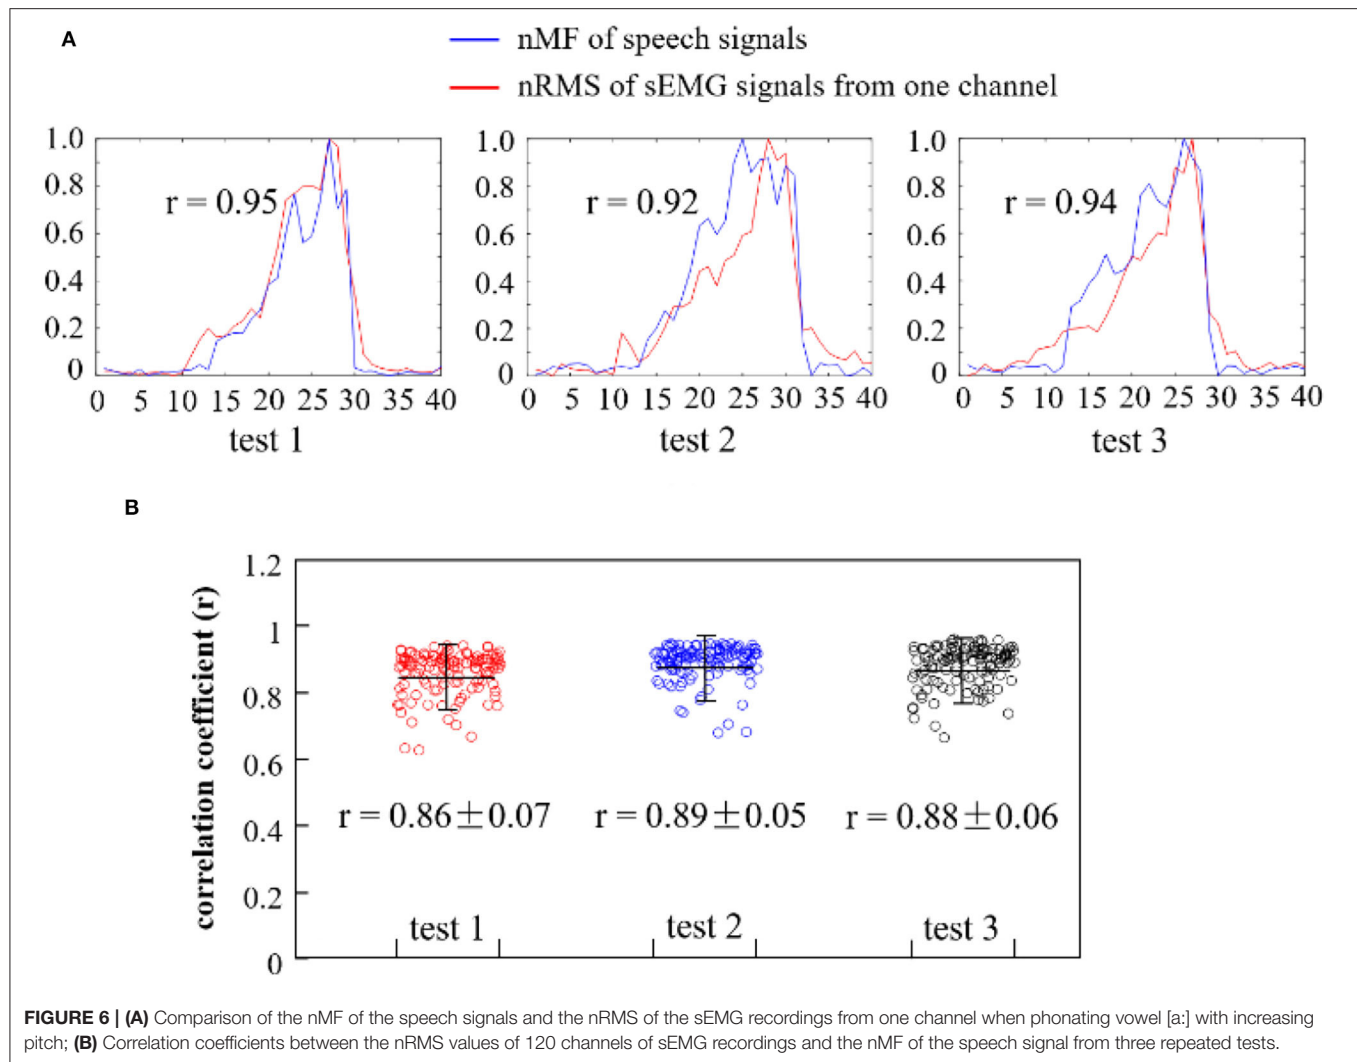 A
nMF of speech signals
nRMS of sEMG signals from one channel
1.0
0.8
0.6
0.4
0.2
0
r = 0.95
0 5 10 15 20 25 30 35 40
test 1
1.0
0.8
0.6
0.4
0.2
0
r = 0.92
0 5 10 15 20 25 30 35 40
test 2
1.0
0.8
0.6
0.4
0.2
0
r = 0.94
0 5 10 15 20 25 30 35 40
test 3
B
correlation coefficient (r)
1.2
1
0.8
0.6
0.4
0.2
0
r = 0.86±0.07
r = 0.89±0.05
r = 0.88±0.06
test 1
test 2
test 3
FIGURE 6 | (A) Comparison of the nMF of the speech signals and the nRMS of the sEMG recordings from one channel when phonating vowel [a:] with increasing
pitch; (B) Correlation coefficients between the nRMS values of 120 channels of sEMG recordings and the nMF of the speech signal from three repeated tests.